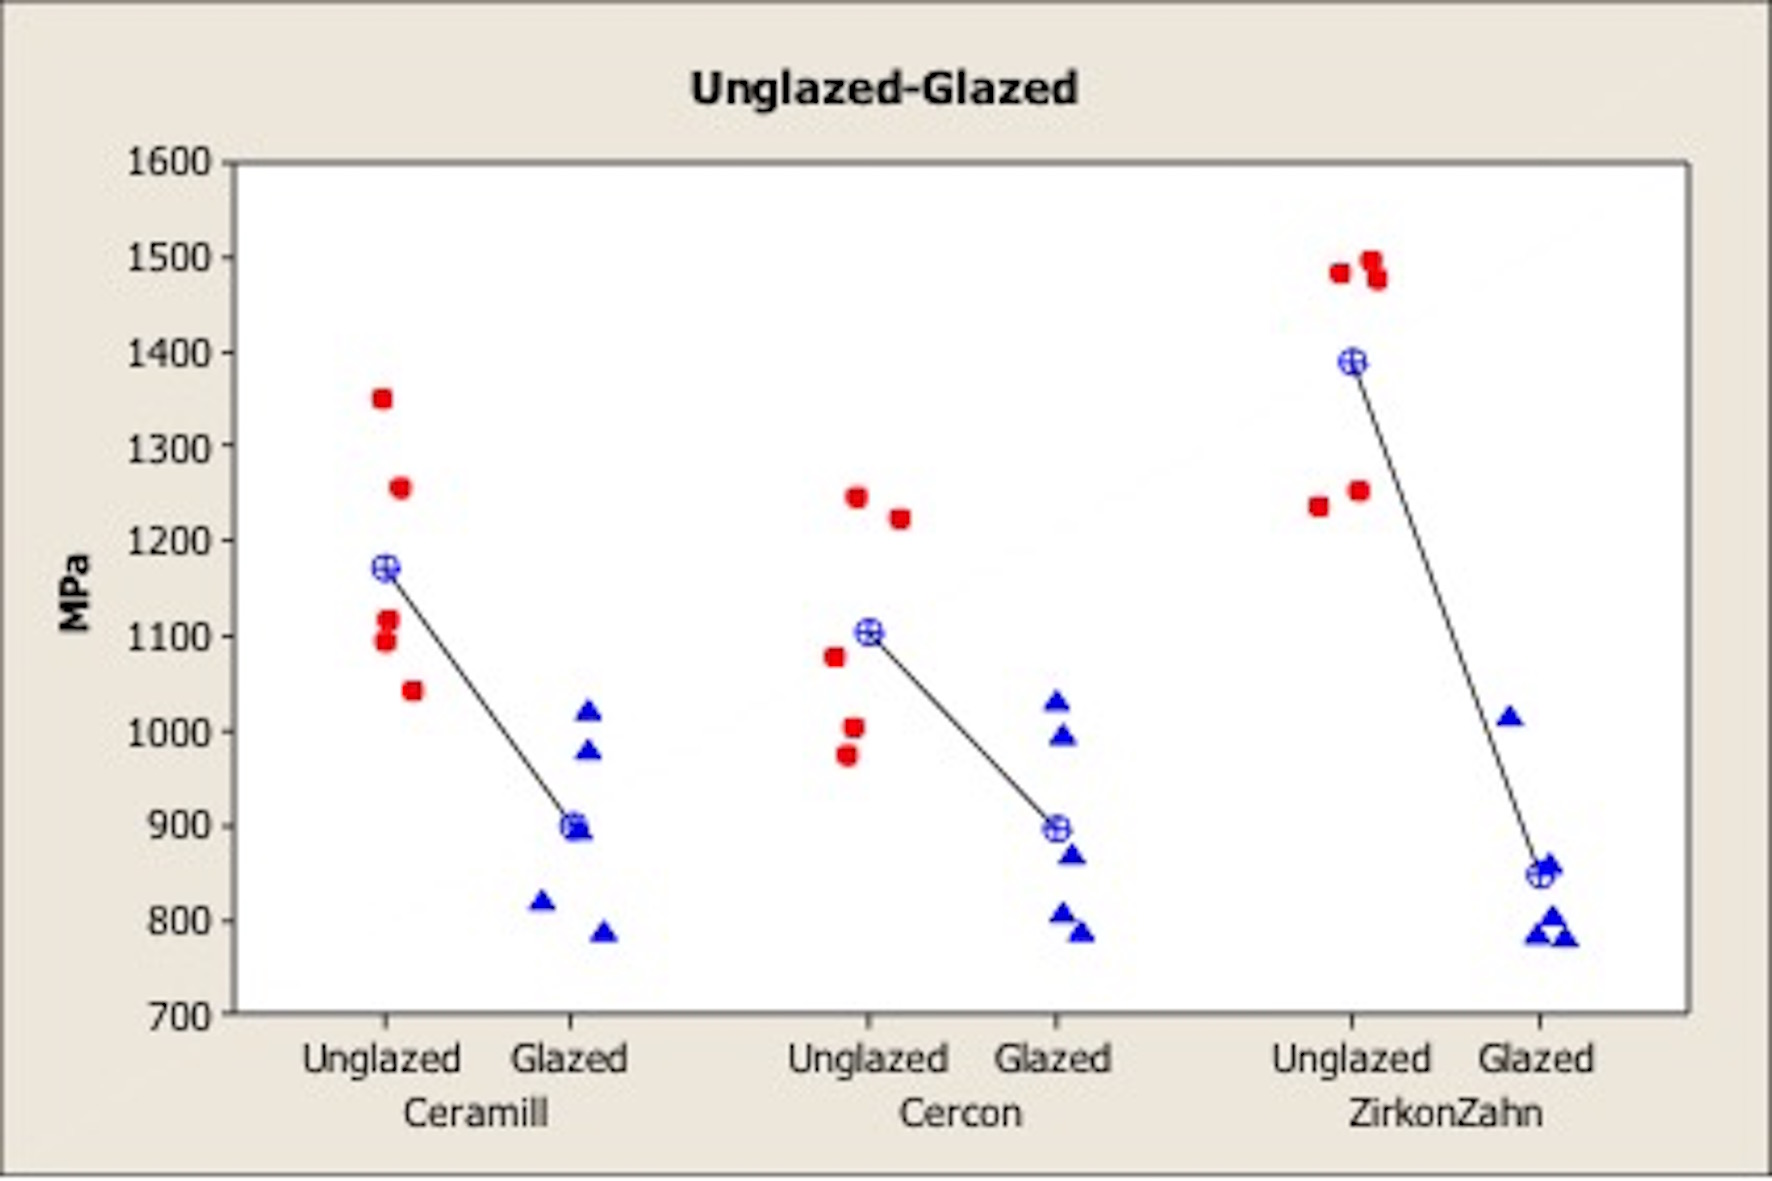 Unglazed-Glazed
1600
1500
1400
1300
1200
1100
1000
900
800
700
MPa
Unglazed Glazed Unglazed Glazed Unglazed Glazed
Ceramill Cercon ZirkonZahn